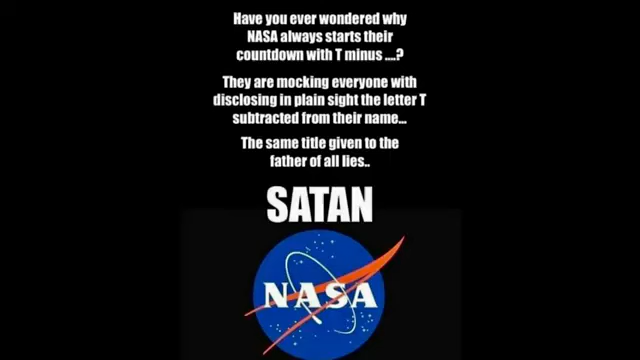 Have you ever wondered why
NASA always starts their
countdown with T minus ....?
They are mocking everyone with
disclosing in plain sight the letter T
subtracted from their name...
The same title given to the
father of all lies..
SATAN
NASA